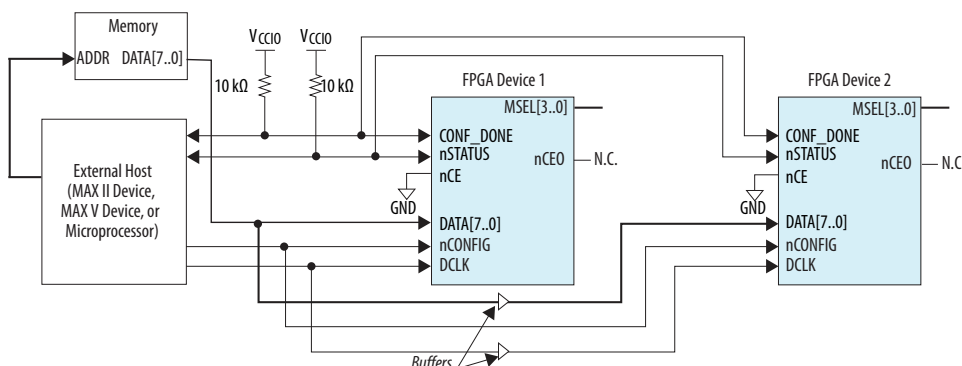 Memory
ADDR DATA[7..0]
VCCIO
VCCIO
10 kΩ
10 kΩ
FPGA Device 1
MSEL[3..0]
CONF_DONE
nSTATUS
nCEO
N.C.
nCE
GND
DATA[7..0]
nCONFIG
DCLK
FPGA Device 2
MSEL[3..0]
CONF_DONE
nSTATUS
nCEO
N.C
nCE
GND
DATA[7..0]
nCONFIG
DCLK
External Host
(MAX II Device,
MAX V Device, or
Microprocessor)
Buffers